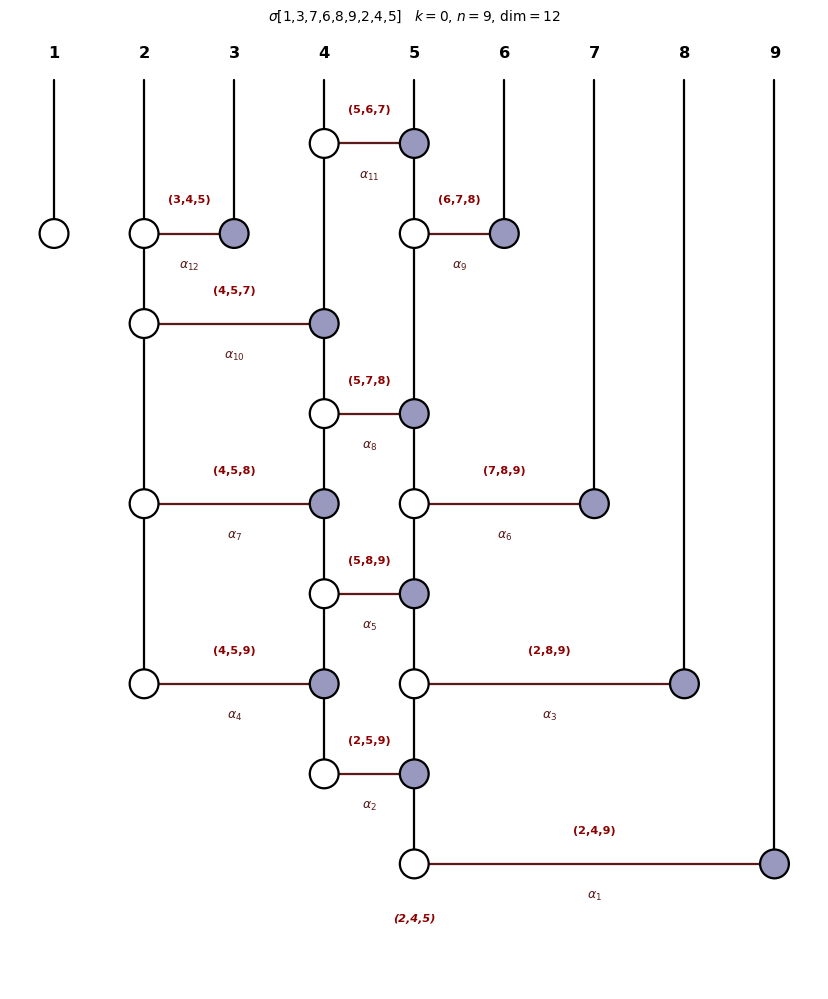 σ[1,3,7,6,8,9,2,4,5]   k = 0, n = 9, dim = 12
1 2 3 4 5 6 7 8 9
(5,6,7)
α₁₁
(3,4,5) (6,7,8)
α₁₂ α₉
(4,5,7)
α₁₀
(5,7,8)
α₈
(4,5,8) (7,8,9)
α₇ α₆
(5,8,9)
α₅
(4,5,9) (2,8,9)
α₄ α₃
(2,5,9)
α₂
(2,4,9)
α₁
(2,4,5)